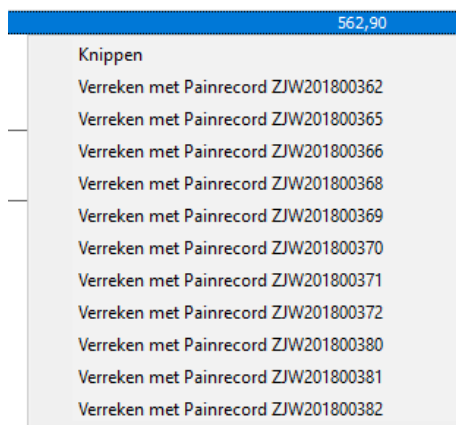 562,90
Knippen
Verreken met Painrecord ZJW201800362
Verreken met Painrecord ZJW201800365
Verreken met Painrecord ZJW201800366
Verreken met Painrecord ZJW201800368
Verreken met Painrecord ZJW201800369
Verreken met Painrecord ZJW201800370
Verreken met Painrecord ZJW201800371
Verreken met Painrecord ZJW201800372
Verreken met Painrecord ZJW201800380
Verreken met Painrecord ZJW201800381
Verreken met Painrecord ZJW201800382